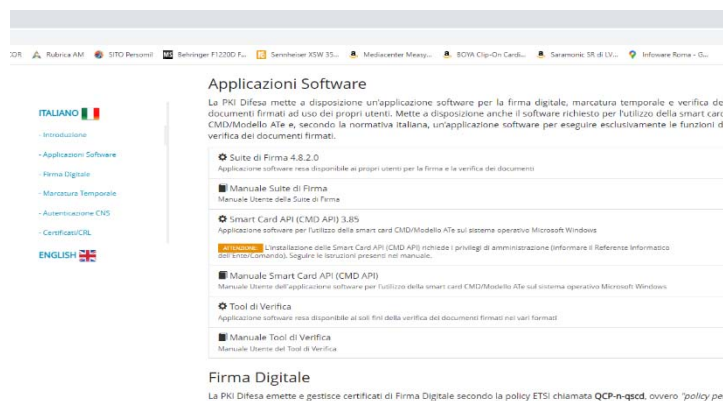 Rubrica AM
SITO Personil
Behringer F1220D F...
Sennheiser XSW 35...
Mediacenter Measy...
BOYA Clip-On Cardi...
Saramonic SR di LV...
Infoware Roma - G...
ITALIANO
- Introduzione
- Applicazioni Software
- Firma Digitale
- Marcatura Temporale
- Autenticazione CNS
- Certificati/CRL
ENGLISH
Applicazioni Software
La PKI Difesa mette a disposizione un'applicazione software per la firma digitale, marcatura temporale e verifica de
documenti firmati ad uso dei propri utenti. Mette a disposizione anche il software richiesto per l'utilizzo della smart card
CMD/Modello ATe e, secondo la normativa italiana, un'applicazione software per eseguire esclusivamente le funzioni d
verifica dei documenti firmati.
Suite di Firma 4.8.2.0
Applicazione software resa disponibile ai propri utenti per la firma e la verifica dei documenti
Manuale Suite di Firma
Manuale Utente della Suite di Firma
Smart Card API (CMD API) 3.85
Applicazione software per l'utilizzo della smart card CMD/Modello ATe sul sistema operativo Microsoft Windows
ATTENZIONE: L'installazione delle Smart Card API (CMD API) richiede i privilegi di amministrazione (informare il Referente Informatico
dell'Ente/Comando). Seguire le istruzioni presenti nel manuale.
Manuale Smart Card API (CMD API)
Manuale Utente dell'applicazione software per l'utilizzo della smart card CMD/Modello ATe sul sistema operativo Microsoft Windows
Tool di Verifica
Applicazione software resa disponibile ai soli fini della verifica dei documenti firmati nei vari formati
Manuale Tool di Verifica
Manuale Utente del Tool di Verifica
Firma Digitale
La PKI Difesa emette e gestisce certificati di Firma Digitale secondo la policy ETSI chiamata QCP-n-qscd, ovvero "policy pe